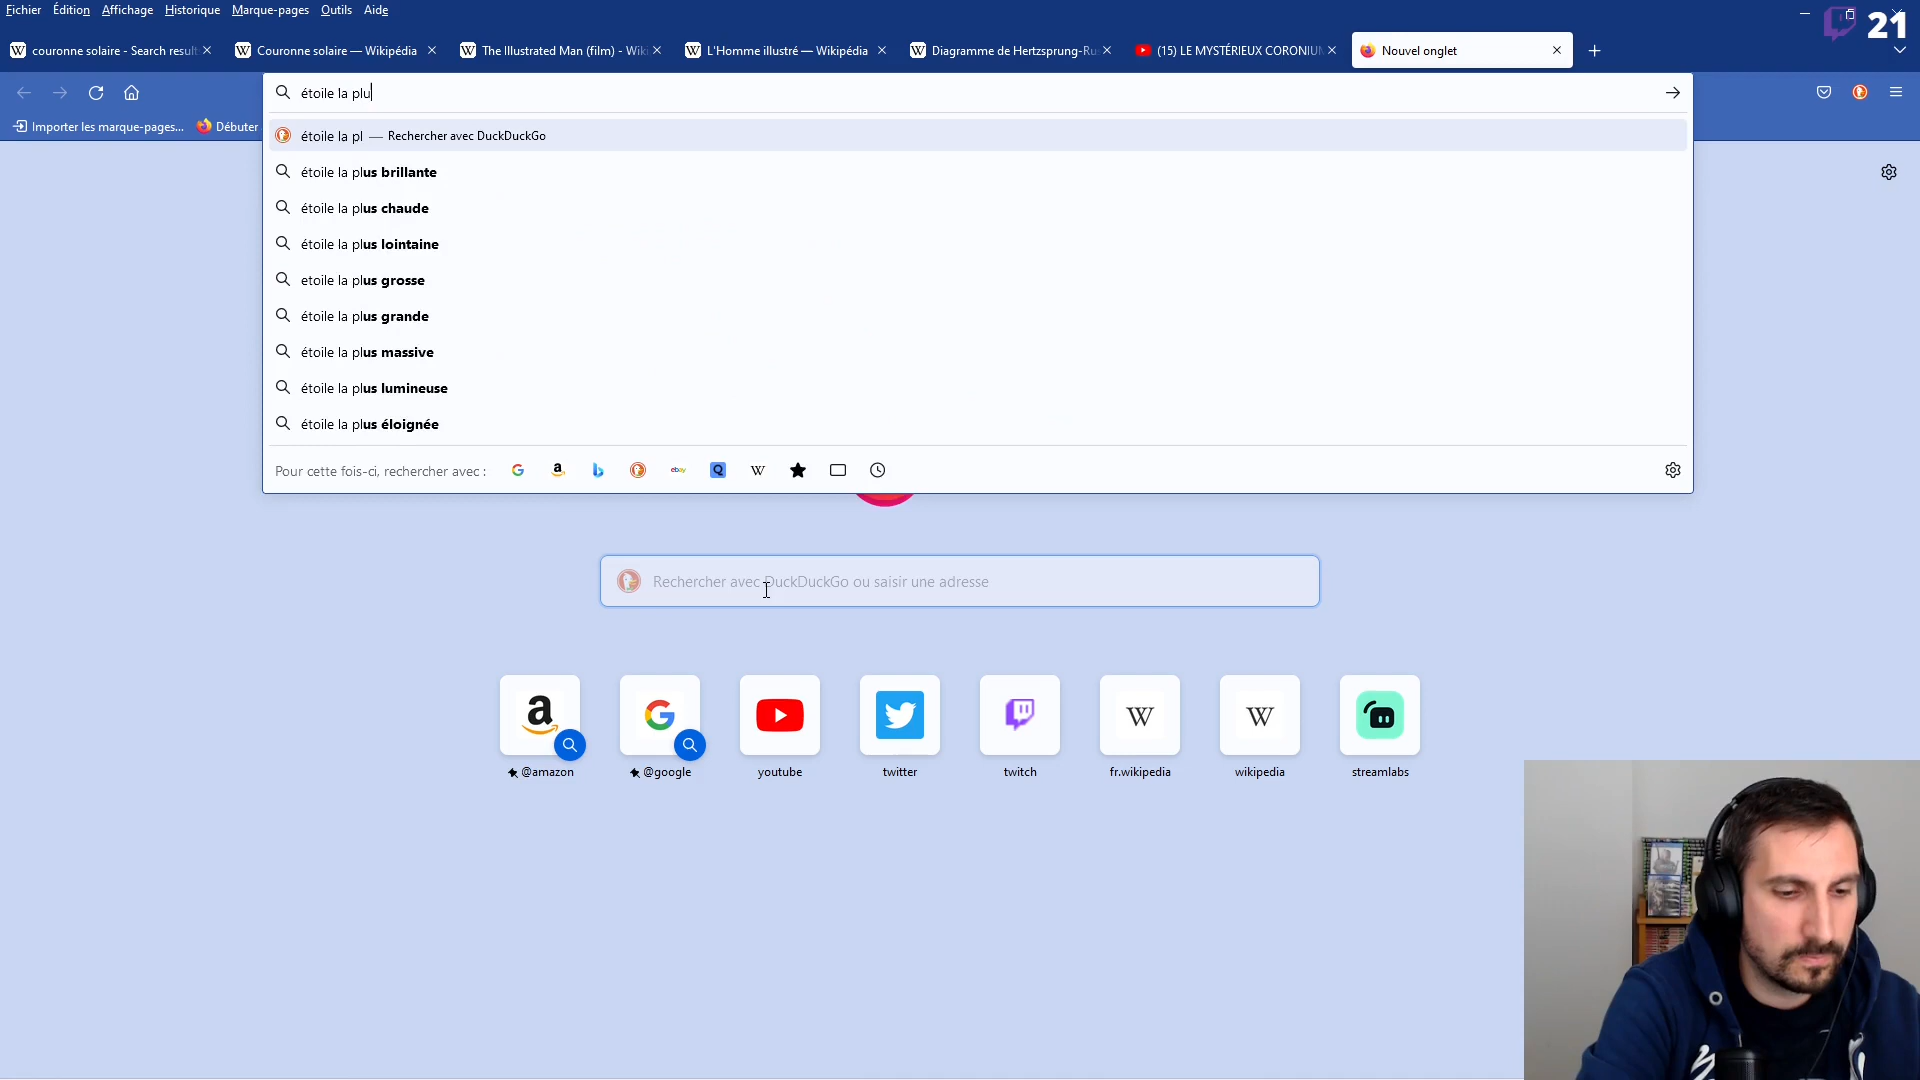 Fichier Édition Affichage Historique Marque-pages Outils Aide
21
couronne solaire - Search result
Couronne solaire — Wikipédia
The Illustrated Man (film) - Wiki
L'Homme illustré — Wikipédia
Diagramme de Hertzsprung-Ru
(15) LE MYSTÉRIEUX CORONIUM
Nouvel onglet
étoile la plu
Importer les marque-pages...
Débuter
étoile la pl — Rechercher avec DuckDuckGo
étoile la plus brillante
étoile la plus chaude
étoile la plus lointaine
etoile la plus grosse
étoile la plus grande
étoile la plus massive
étoile la plus lumineuse
étoile la plus éloignée
Pour cette fois-ci, rechercher avec :
Rechercher avec DuckDuckGo ou saisir une adresse
@amazon
@google
youtube
twitter
twitch
fr.wikipedia
wikipedia
streamlabs